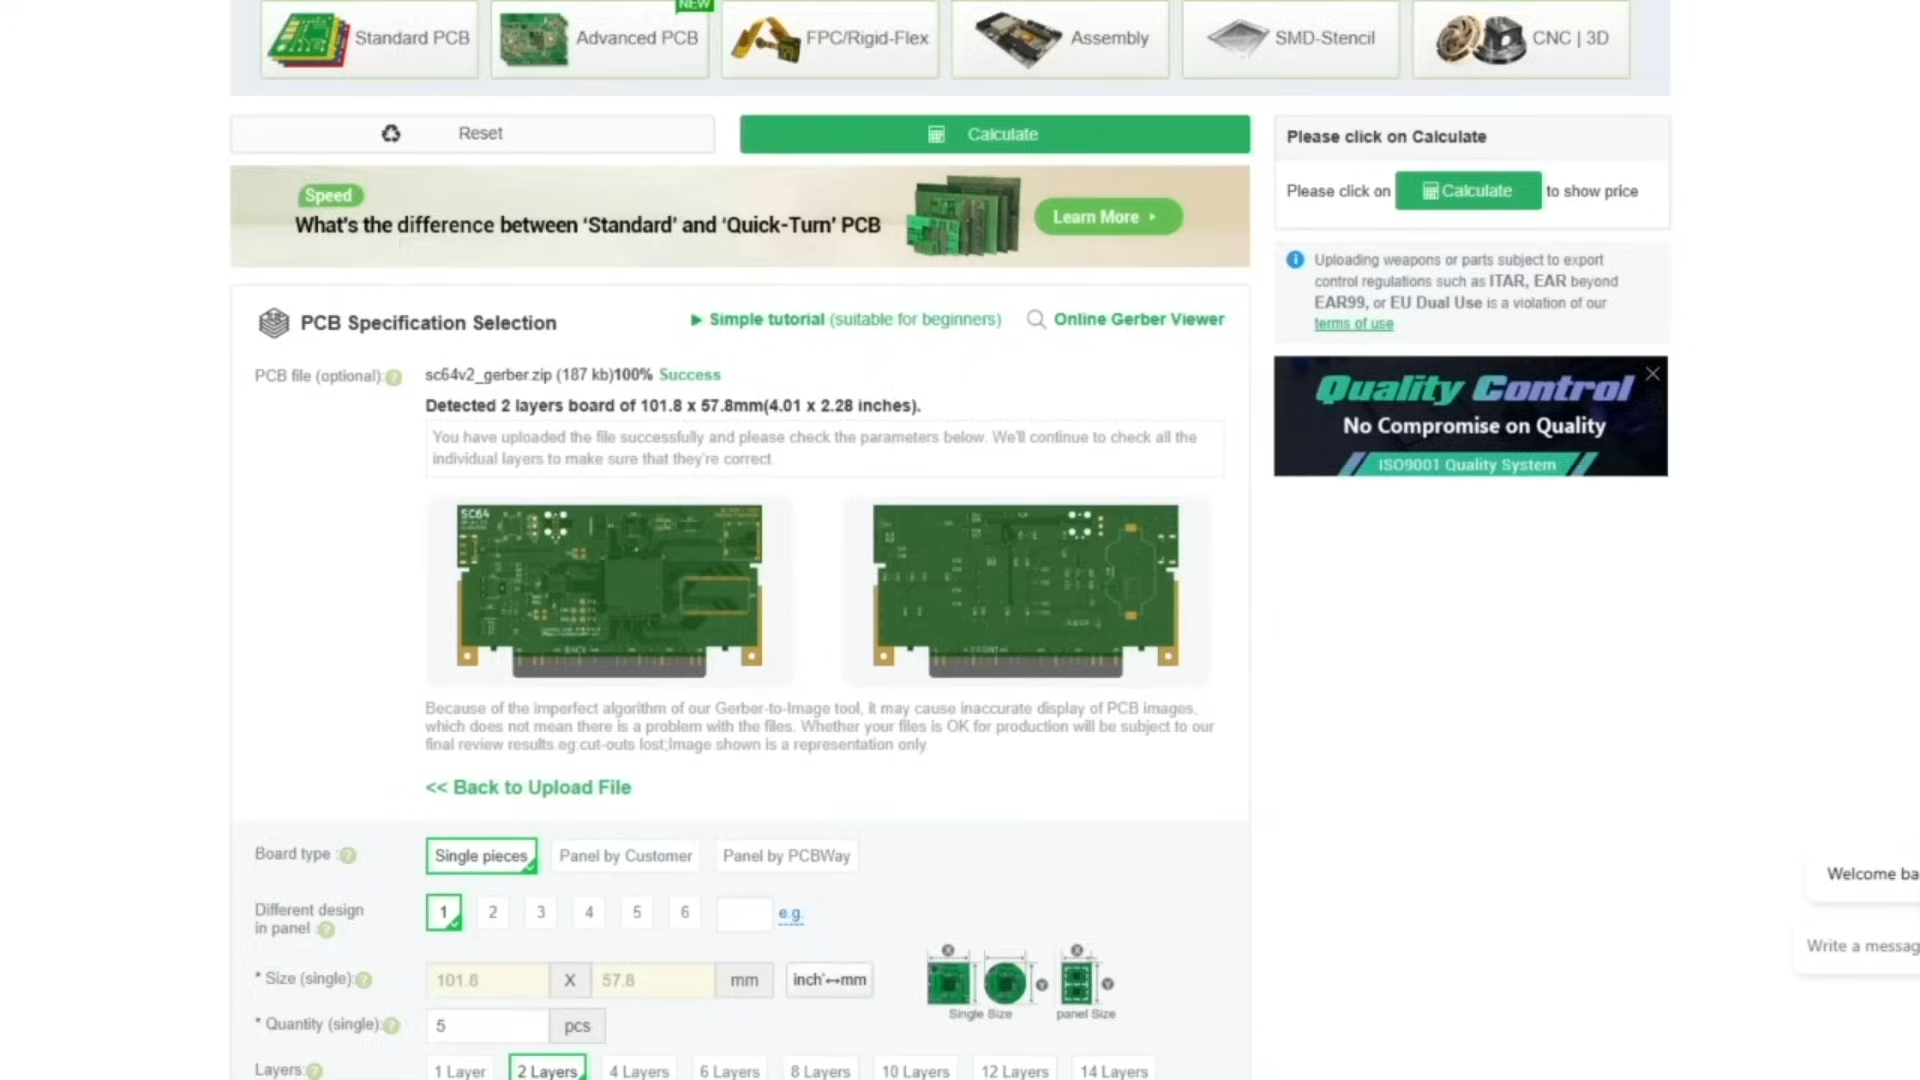 NEW
Standard PCB
Advanced PCB
FPC/Rigid-Flex
Assembly
SMD-Stencil
CNC | 3D
Reset
Calculate
Please click on Calculate
Please click on Calculate to show price
Speed
What's the difference between ‘Standard’ and ‘Quick-Turn’ PCB
Learn More
Uploading weapons or parts subject to export
control regulations such as ITAR, EAR beyond
EAR99, or EU Dual Use is a violation of our
terms of use
PCB Specification Selection
Simple tutorial (suitable for beginners)
Online Gerber Viewer
PCB file (optional):
sc64v2_gerber.zip (187 kb)100% Success
Detected 2 layers board of 101.8 x 57.8mm(4.01 x 2.28 inches).
You have uploaded the file successfully and please check the parameters below. We'll continue to check all the
individual layers to make sure that they're correct.
Quality Control
No Compromise on Quality
ISO9001 Quality System
SC64
BACK
FRONT
Because of the imperfect algorithm of our Gerber-to-Image tool, it may cause inaccurate display of PCB images,
which does not mean there is a problem with the files. Whether your files is OK for production will be subject to our
final review results.eg:cut-outs lost;Image shown is a representation only
<< Back to Upload File
Board type :
Single pieces
Panel by Customer
Panel by PCBWay
Different design
in panel :
1
2
3
4
5
6
e.g.
* Size (single):
101.8
X
57.8
mm
inch↔mm
X
Y
Single Size
X
Y
panel Size
* Quantity (single):
5
pcs
Layers:
1 Layer
2 Layers
4 Layers
6 Layers
8 Layers
10 Layers
12 Layers
14 Layers
Welcome ba
Write a messag